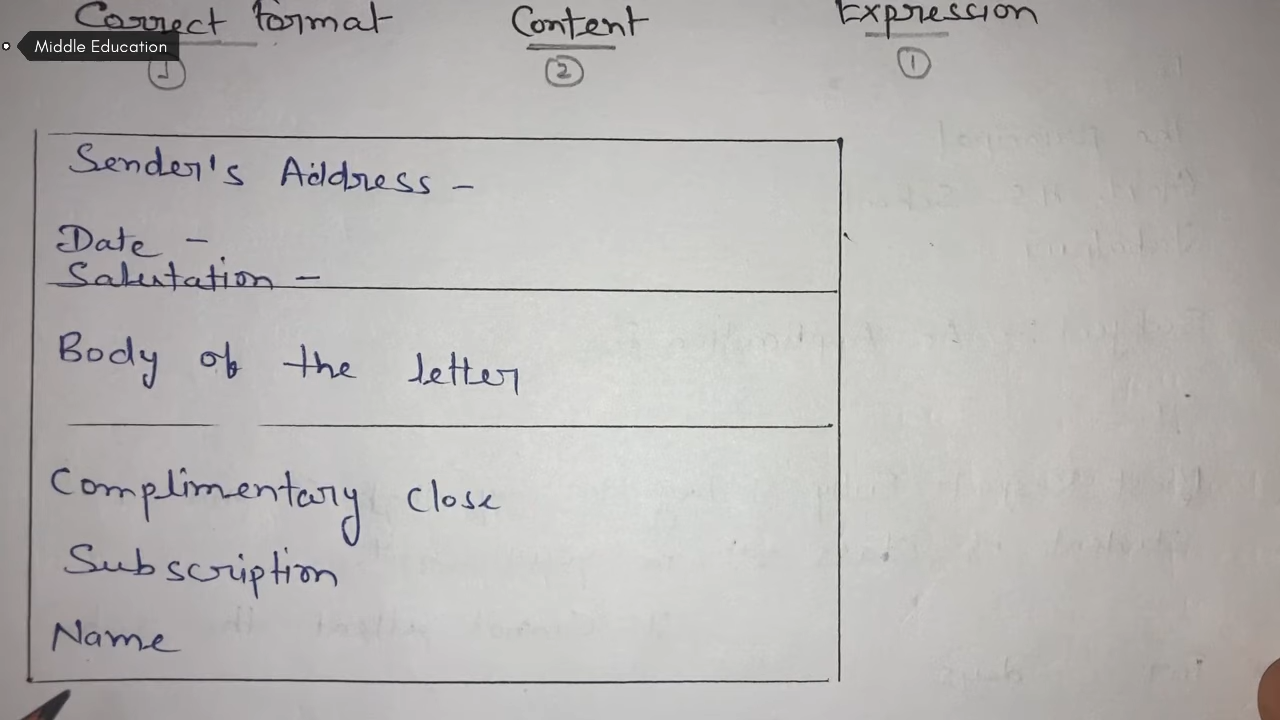 Correct format Content Expression
Middle Education
② ①
Sender's Address -
Date -
Salutation -
Body of the letter
Complimentary close
Subscription
Name